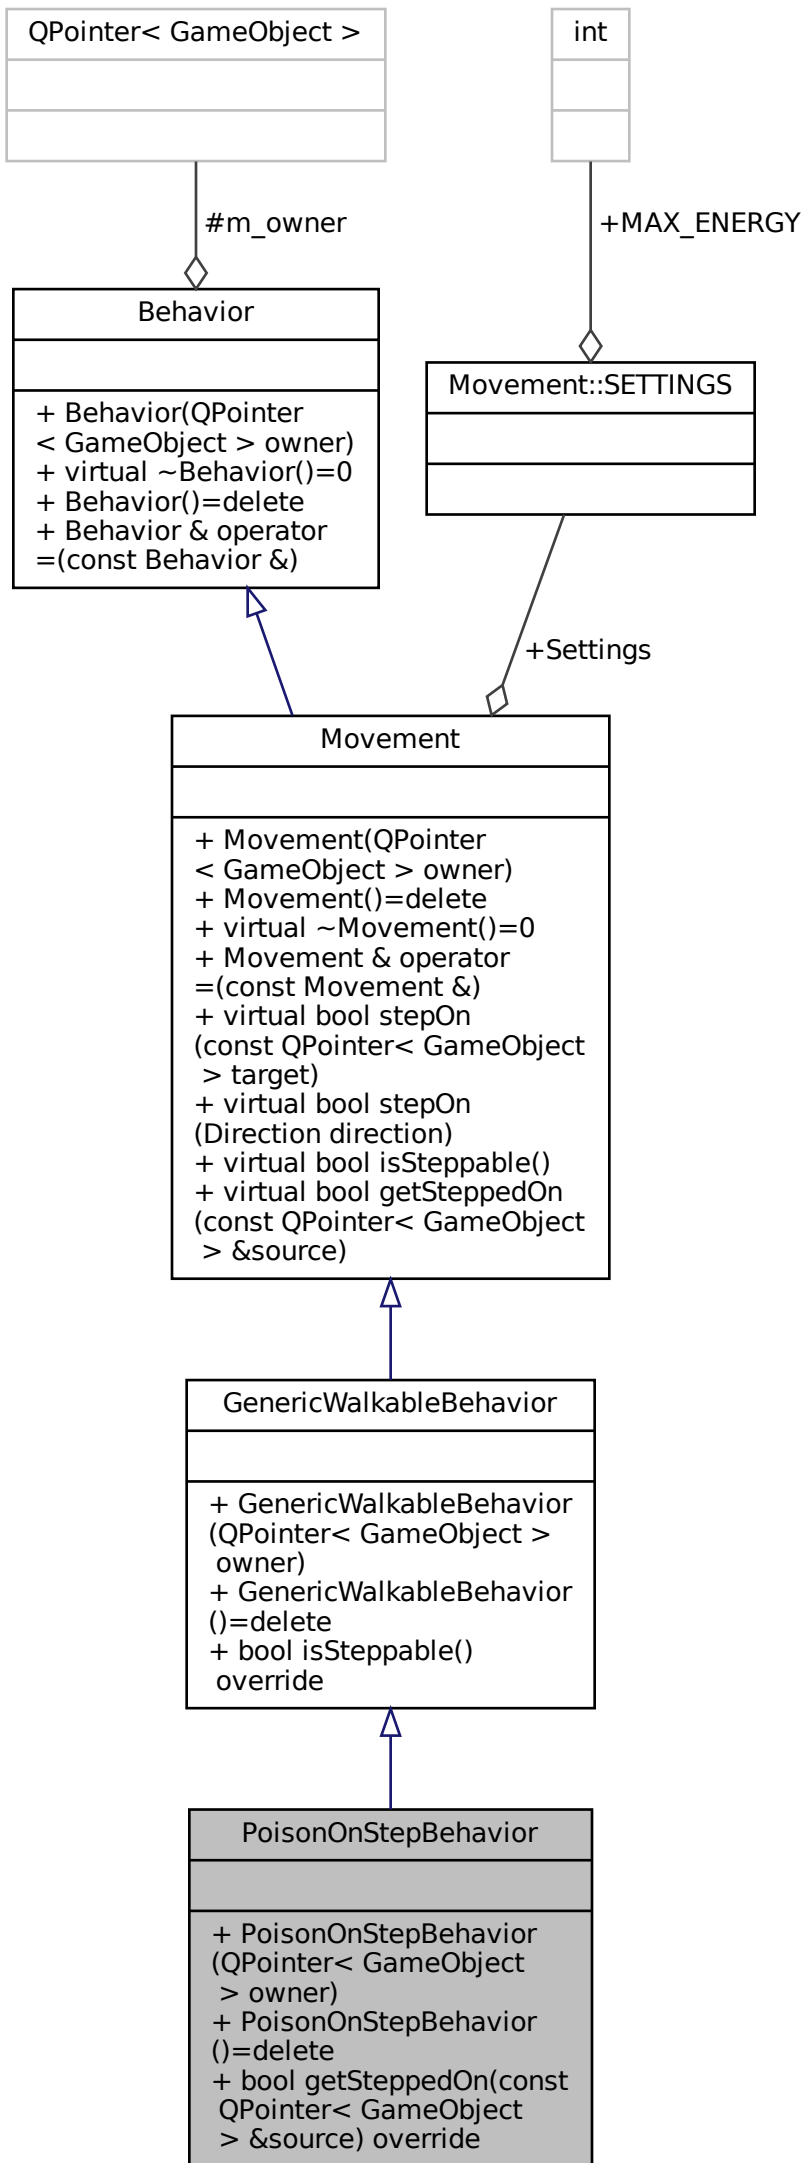 QPointer< GameObject >
int
#m_owner
+MAX_ENERGY
Behavior
+ Behavior(QPointer
< GameObject > owner)
+ virtual ~Behavior()=0
+ Behavior()=delete
+ Behavior & operator
=(const Behavior &)
Movement::SETTINGS
+Settings
Movement
+ Movement(QPointer
< GameObject > owner)
+ Movement()=delete
+ virtual ~Movement()=0
+ Movement & operator
=(const Movement &)
+ virtual bool stepOn
(const QPointer< GameObject
> target)
+ virtual bool stepOn
(Direction direction)
+ virtual bool isSteppable()
+ virtual bool getSteppedOn
(const QPointer< GameObject
> &source)
GenericWalkableBehavior
+ GenericWalkableBehavior
(QPointer< GameObject >
owner)
+ GenericWalkableBehavior
()=delete
+ bool isSteppable()
override
PoisonOnStepBehavior
+ PoisonOnStepBehavior
(QPointer< GameObject
> owner)
+ PoisonOnStepBehavior
()=delete
+ bool getSteppedOn(const
QPointer< GameObject
> &source) override